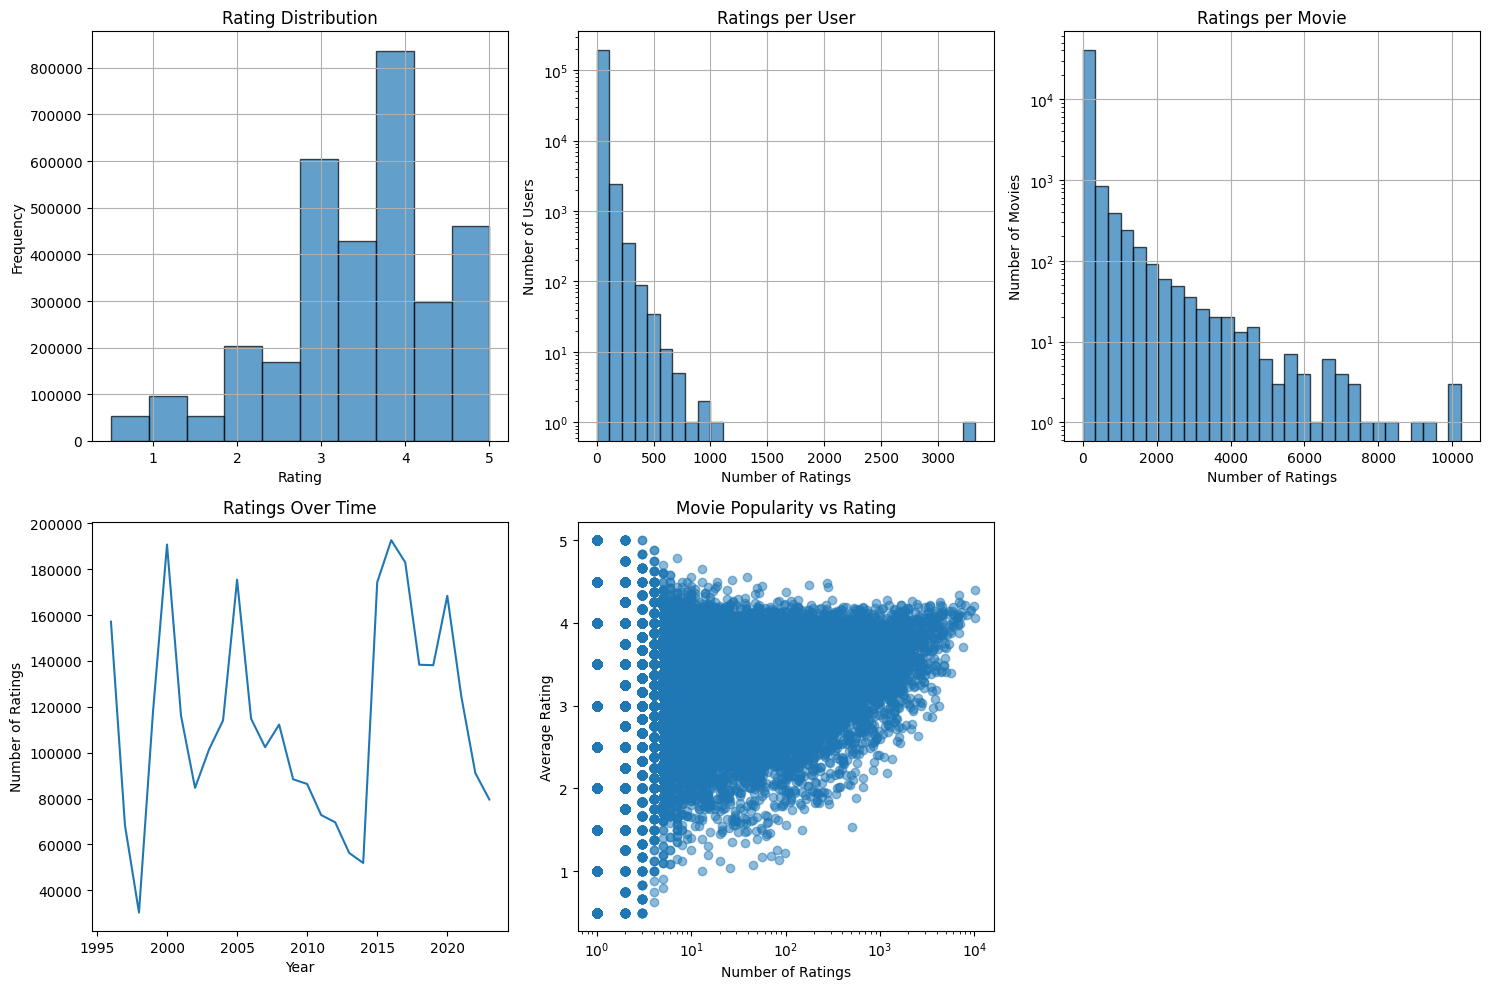 Rating Distribution
Frequency
800000
700000
600000
500000
400000
300000
200000
100000
0
1 2 3 4 5
Rating
Ratings per User
Number of Users
10^5
10^4
10^3
10^2
10^1
10^0
0 500 1000 1500 2000 2500 3000
Number of Ratings
Ratings per Movie
Number of Movies
10^4
10^3
10^2
10^1
10^0
0 2000 4000 6000 8000 10000
Number of Ratings
Ratings Over Time
Number of Ratings
200000
180000
160000
140000
120000
100000
80000
60000
40000
1995 2000 2005 2010 2015 2020
Year
Movie Popularity vs Rating
Average Rating
5
4
3
2
1
10^0 10^1 10^2 10^3 10^4
Number of Ratings